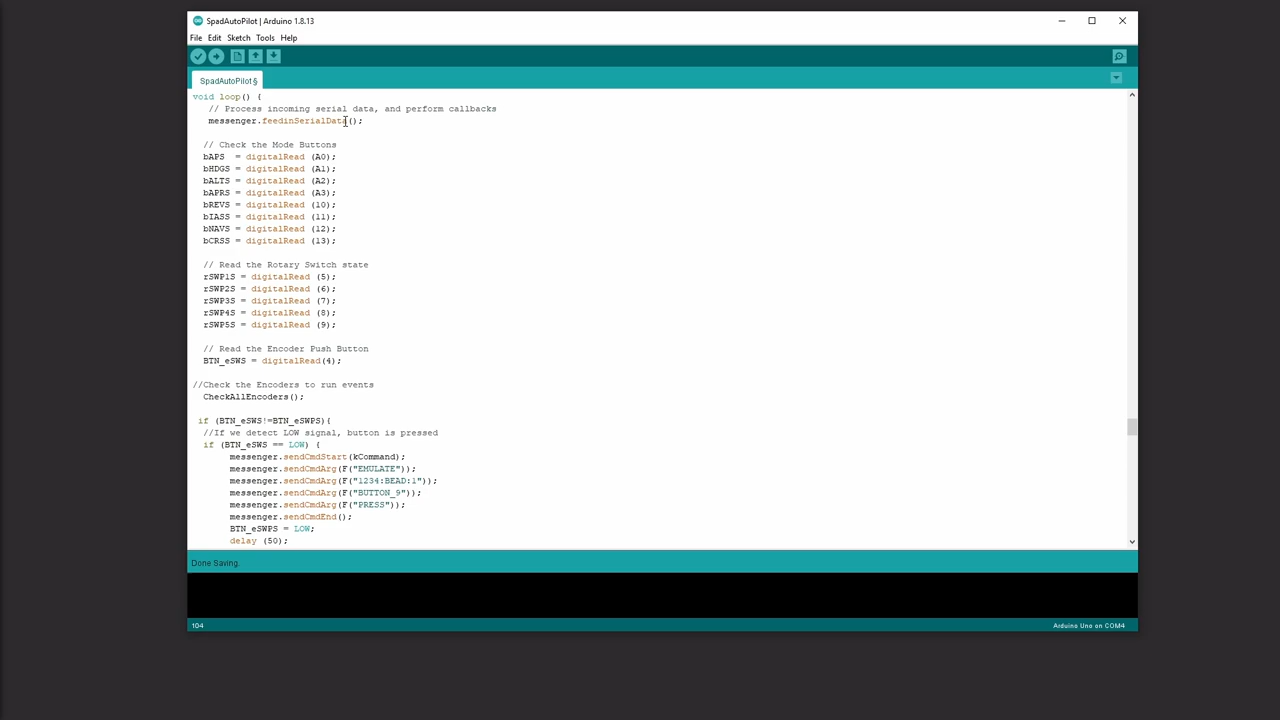 SpadAutoPilot | Arduino 1.8.13
File Edit Sketch Tools Help
SpadAutoPilot §
void loop() {
// Process incoming serial data, and perform callbacks
messenger.feedinSerialData();
// Check the Mode Buttons
bAPS = digitalRead (A0);
bHDGS = digitalRead (A1);
bALTS = digitalRead (A2);
bAPRS = digitalRead (A3);
bREVS = digitalRead (10);
bIASS = digitalRead (11);
bNAVS = digitalRead (12);
bCRSS = digitalRead (13);
// Read the Rotary Switch state
rSWP1S = digitalRead (5);
rSWP2S = digitalRead (6);
rSWP3S = digitalRead (7);
rSWP4S = digitalRead (8);
rSWP5S = digitalRead (9);
// Read the Encoder Push Button
BTN_eSWS = digitalRead(4);
//Check the Encoders to run events
CheckAllEncoders();
if (BTN_eSWS!=BTN_eSWPS){
//If we detect LOW signal, button is pressed
if (BTN_eSWS == LOW) {
messenger.sendCmdStart(kCommand);
messenger.sendCmdArg(F("EMULATE"));
messenger.sendCmdArg(F("1234:BEAD:1"));
messenger.sendCmdArg(F("BUTTON_9"));
messenger.sendCmdArg(F("PRESS"));
messenger.sendCmdEnd();
BTN_eSWPS = LOW;
delay (50);
Done Saving.
104
Arduino Uno on COM4